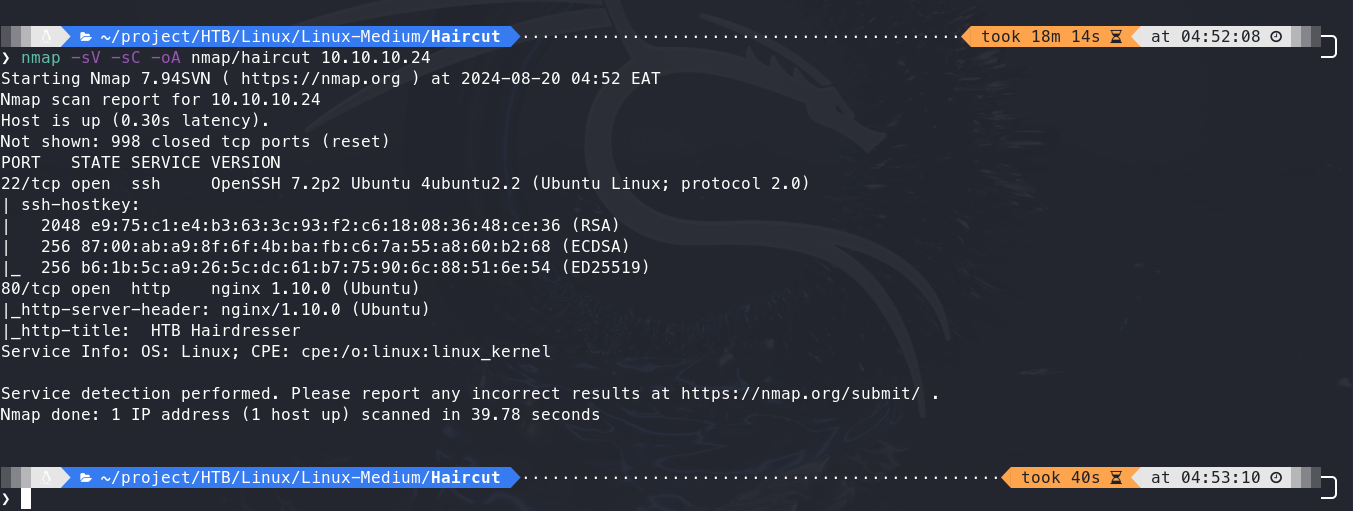 ~/project/HTB/Linux/Linux-Medium/Haircut took 18m 14s at 04:52:08
❯ nmap -sV -sC -oA nmap/haircut 10.10.10.24
Starting Nmap 7.94SVN ( https://nmap.org ) at 2024-08-20 04:52 EAT
Nmap scan report for 10.10.10.24
Host is up (0.30s latency).
Not shown: 998 closed tcp ports (reset)
PORT   STATE SERVICE VERSION
22/tcp open  ssh     OpenSSH 7.2p2 Ubuntu 4ubuntu2.2 (Ubuntu Linux; protocol 2.0)
| ssh-hostkey:
|   2048 e9:75:c1:e4:b3:63:3c:93:f2:c6:18:08:36:48:ce:36 (RSA)
|   256 87:00:ab:a9:8f:6f:4b:ba:fb:c6:7a:55:a8:60:b2:68 (ECDSA)
|_  256 b6:1b:5c:a9:26:5c:dc:61:b7:75:90:6c:88:51:6e:54 (ED25519)
80/tcp open  http    nginx 1.10.0 (Ubuntu)
|_http-server-header: nginx/1.10.0 (Ubuntu)
|_http-title:  HTB Hairdresser
Service Info: OS: Linux; CPE: cpe:/o:linux:linux_kernel

Service detection performed. Please report any incorrect results at https://nmap.org/submit/ .
Nmap done: 1 IP address (1 host up) scanned in 39.78 seconds

~/project/HTB/Linux/Linux-Medium/Haircut took 40s at 04:53:10
❯